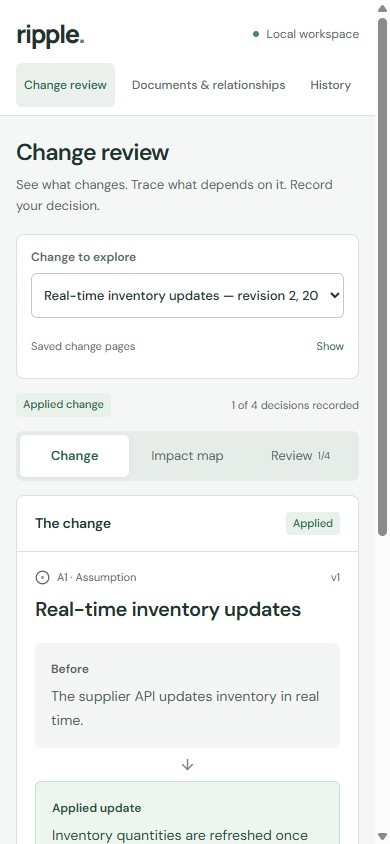 ripple.
Local workspace
Change review
Documents & relationships
History
Change review
See what changes. Trace what depends on it. Record
your decision.
Change to explore
Real-time inventory updates — revision 2, 20
Saved change pages
Show
Applied change
1 of 4 decisions recorded
Change
Impact map
Review 1/4
The change
Applied
A1 · Assumption
v1
Real-time inventory updates
Before
The supplier API updates inventory in real
time.
Applied update
Inventory quantities are refreshed once